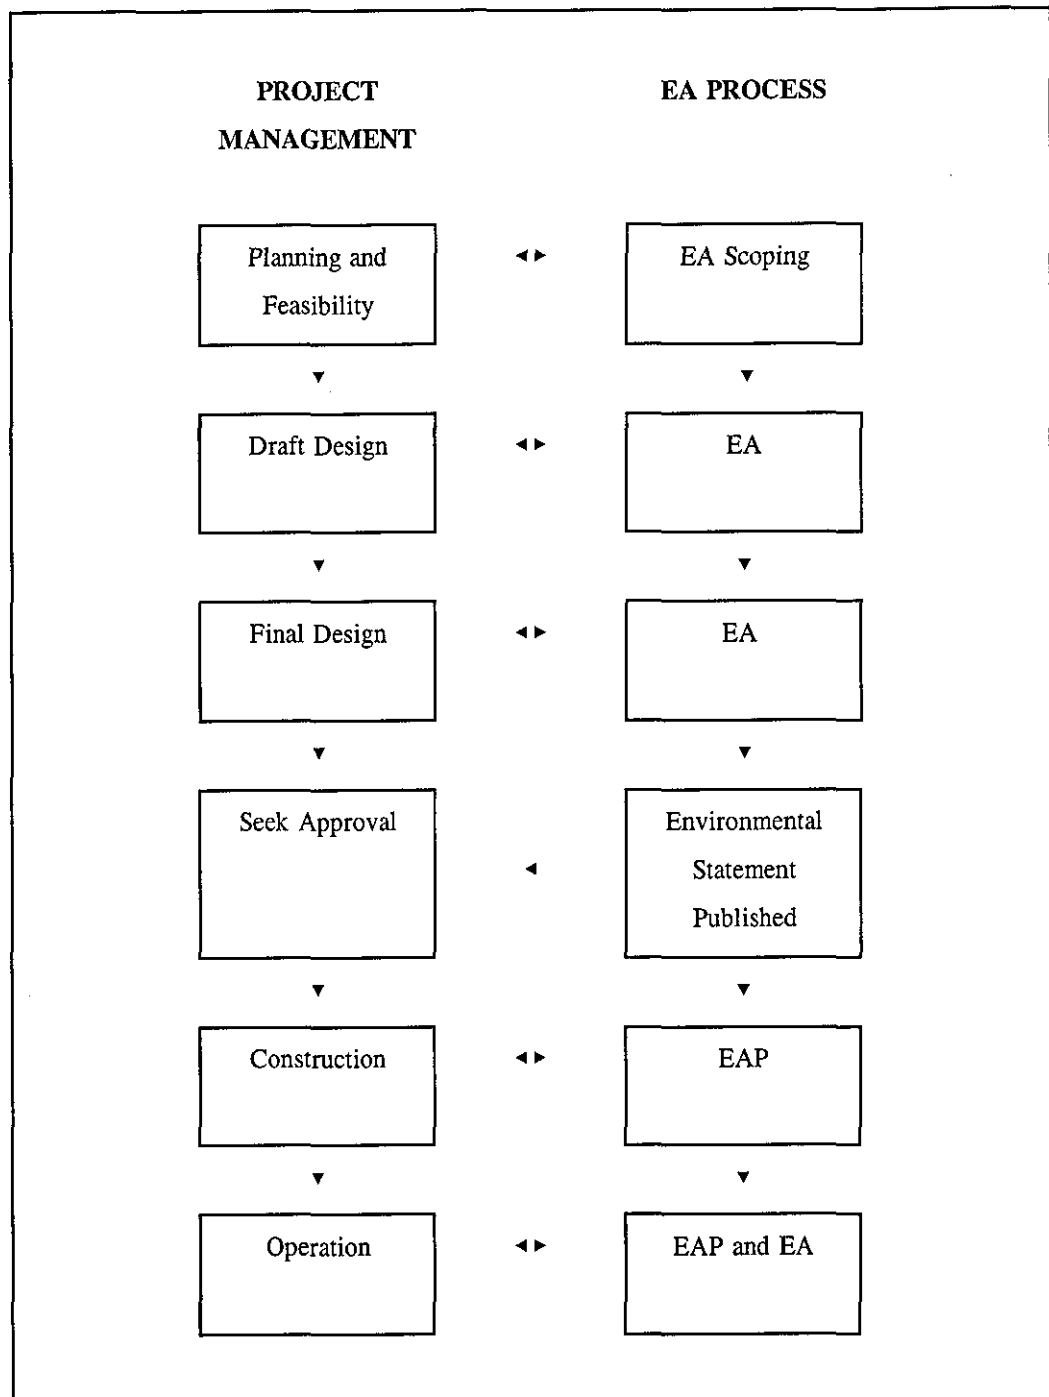 PROJECT
MANAGEMENT
EA PROCESS
Planning and
Feasibility
EA Scoping
Draft Design
EA
Final Design
EA
Seek Approval
Environmental
Statement
Published
Construction
EAP
Operation
EAP and EA